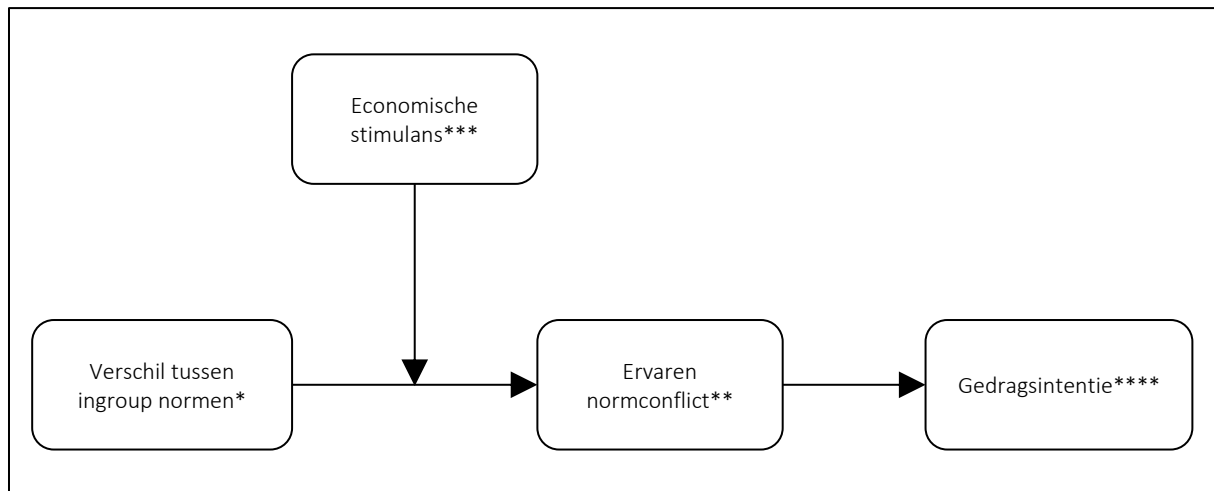 Economische
stimulans***
Verschil tussen
ingroup normen*
Ervaren
normconflict**
Gedragsintentie****